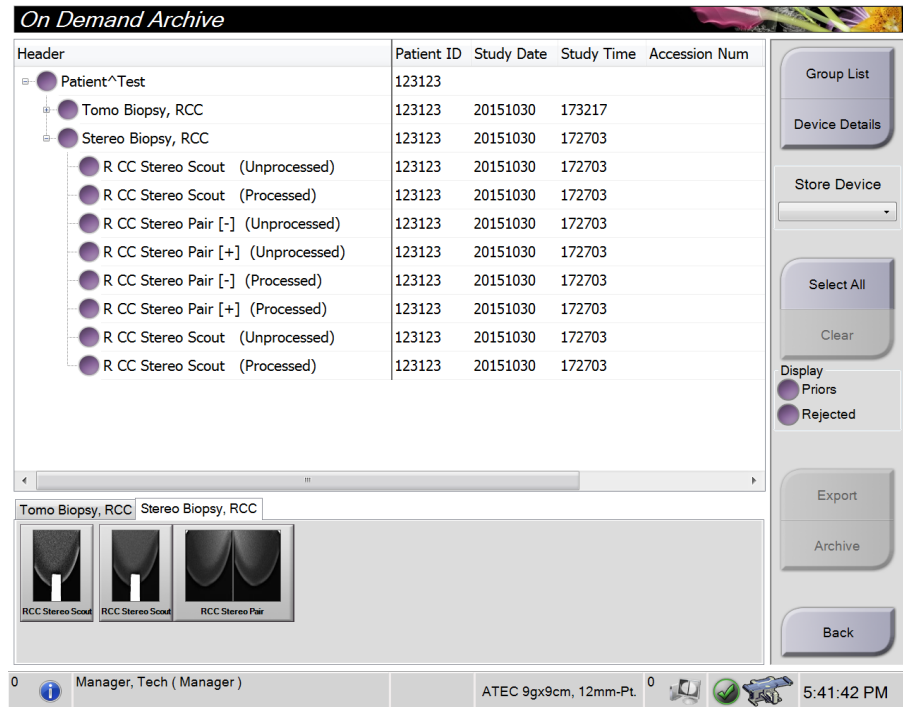 On Demand Archive
Header Patient ID Study Date Study Time Accession Num
Patient^Test 123123
Tomo Biopsy, RCC 123123 20151030 173217
Stereo Biopsy, RCC 123123 20151030 172703
R CC Stereo Scout (Unprocessed) 123123 20151030 172703
R CC Stereo Scout (Processed) 123123 20151030 172703
R CC Stereo Pair [-] (Unprocessed) 123123 20151030 172703
R CC Stereo Pair [+] (Unprocessed) 123123 20151030 172703
R CC Stereo Pair [-] (Processed) 123123 20151030 172703
R CC Stereo Pair [+] (Processed) 123123 20151030 172703
R CC Stereo Scout (Unprocessed) 123123 20151030 172703
R CC Stereo Scout (Processed) 123123 20151030 172703
Group List
Device Details
Store Device
Select All
Clear
Display
Priors
Rejected
Export
Archive
Back
Tomo Biopsy, RCC Stereo Biopsy, RCC
RCC Stereo Scout RCC Stereo Scout RCC Stereo Pair
0 Manager, Tech ( Manager ) ATEC 9gx9cm, 12mm-Pt. 0 5:41:42 PM